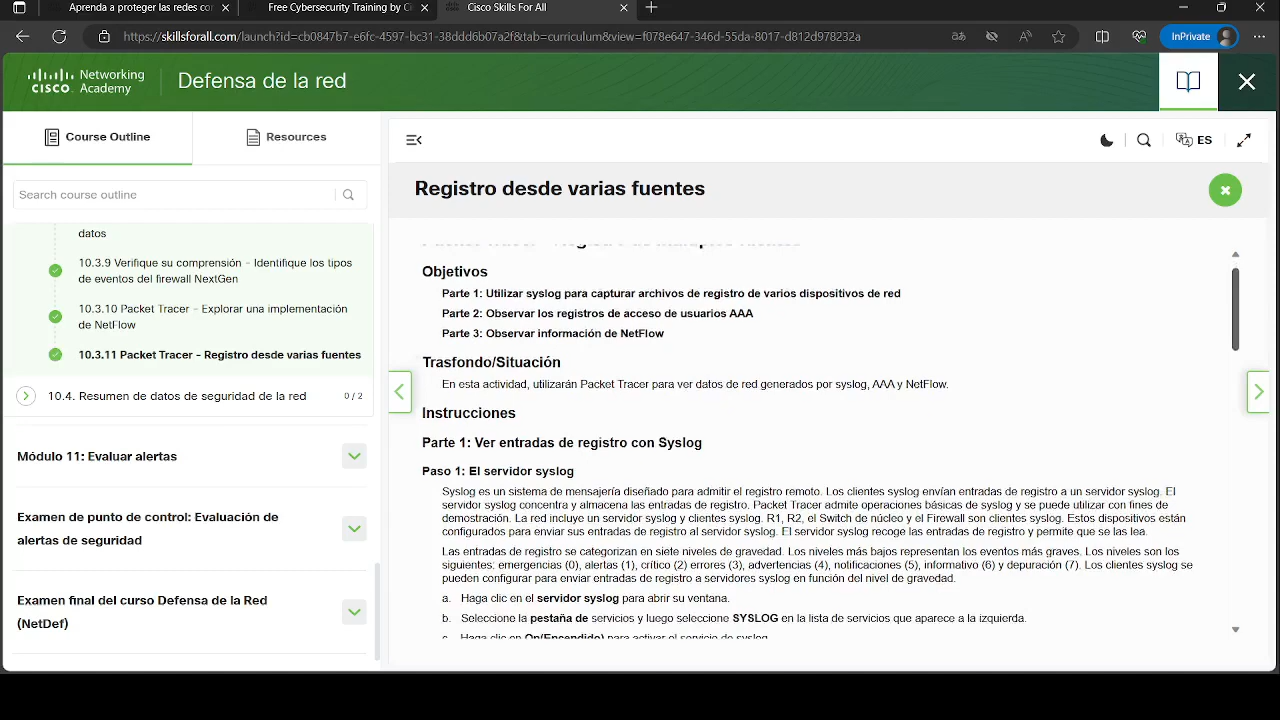 Aprenda a proteger las redes cor
Free Cybersecurity Training by Ci
Cisco Skills For All
https://skillsforall.com/launch?id=cb0847b7-e6fc-4597-bc31-38ddd6b07a2f&tab=curriculum&view=f078e647-346d-55da-8017-d812d978232a
InPrivate
CISCO
Networking
Academy
Defensa de la red
Course Outline
Resources
ES
Search course outline
datos
10.3.9 Verifique su comprensión - Identifique los tipos
de eventos del firewall NextGen
10.3.10 Packet Tracer - Explorar una implementación
de NetFlow
10.3.11 Packet Tracer - Registro desde varias fuentes
10.4. Resumen de datos de seguridad de la red 0 / 2
Módulo 11: Evaluar alertas
Examen de punto de control: Evaluación de
alertas de seguridad
Examen final del curso Defensa de la Red
(NetDef)
Registro desde varias fuentes
Objetivos
Parte 1: Utilizar syslog para capturar archivos de registro de varios dispositivos de red
Parte 2: Observar los registros de acceso de usuarios AAA
Parte 3: Observar información de NetFlow
Trasfondo/Situación
En esta actividad, utilizarán Packet Tracer para ver datos de red generados por syslog, AAA y NetFlow.
Instrucciones
Parte 1: Ver entradas de registro con Syslog
Paso 1: El servidor syslog
Syslog es un sistema de mensajería diseñado para admitir el registro remoto. Los clientes syslog envían entradas de registro a un servidor syslog. El
servidor syslog concentra y almacena las entradas de registro. Packet Tracer admite operaciones básicas de syslog y se puede utilizar con fines de
demostración. La red incluye un servidor syslog y clientes syslog. R1, R2, el Switch de núcleo y el Firewall son clientes syslog. Estos dispositivos están
configurados para enviar sus entradas de registro al servidor syslog. El servidor syslog recoge las entradas de registro y permite que se las lea.
Las entradas de registro se categorizan en siete niveles de gravedad. Los niveles más bajos representan los eventos más graves. Los niveles son los
siguientes: emergencias (0), alertas (1), crítico (2) errores (3), advertencias (4), notificaciones (5), informativo (6) y depuración (7). Los clientes syslog se
pueden configurar para enviar entradas de registro a servidores syslog en función del nivel de gravedad.
a. Haga clic en el servidor syslog para abrir su ventana.
b. Seleccione la pestaña de servicios y luego seleccione SYSLOG en la lista de servicios que aparece a la izquierda.
c. Haga clic en On(Encendido) para activar el servicio de syslog.